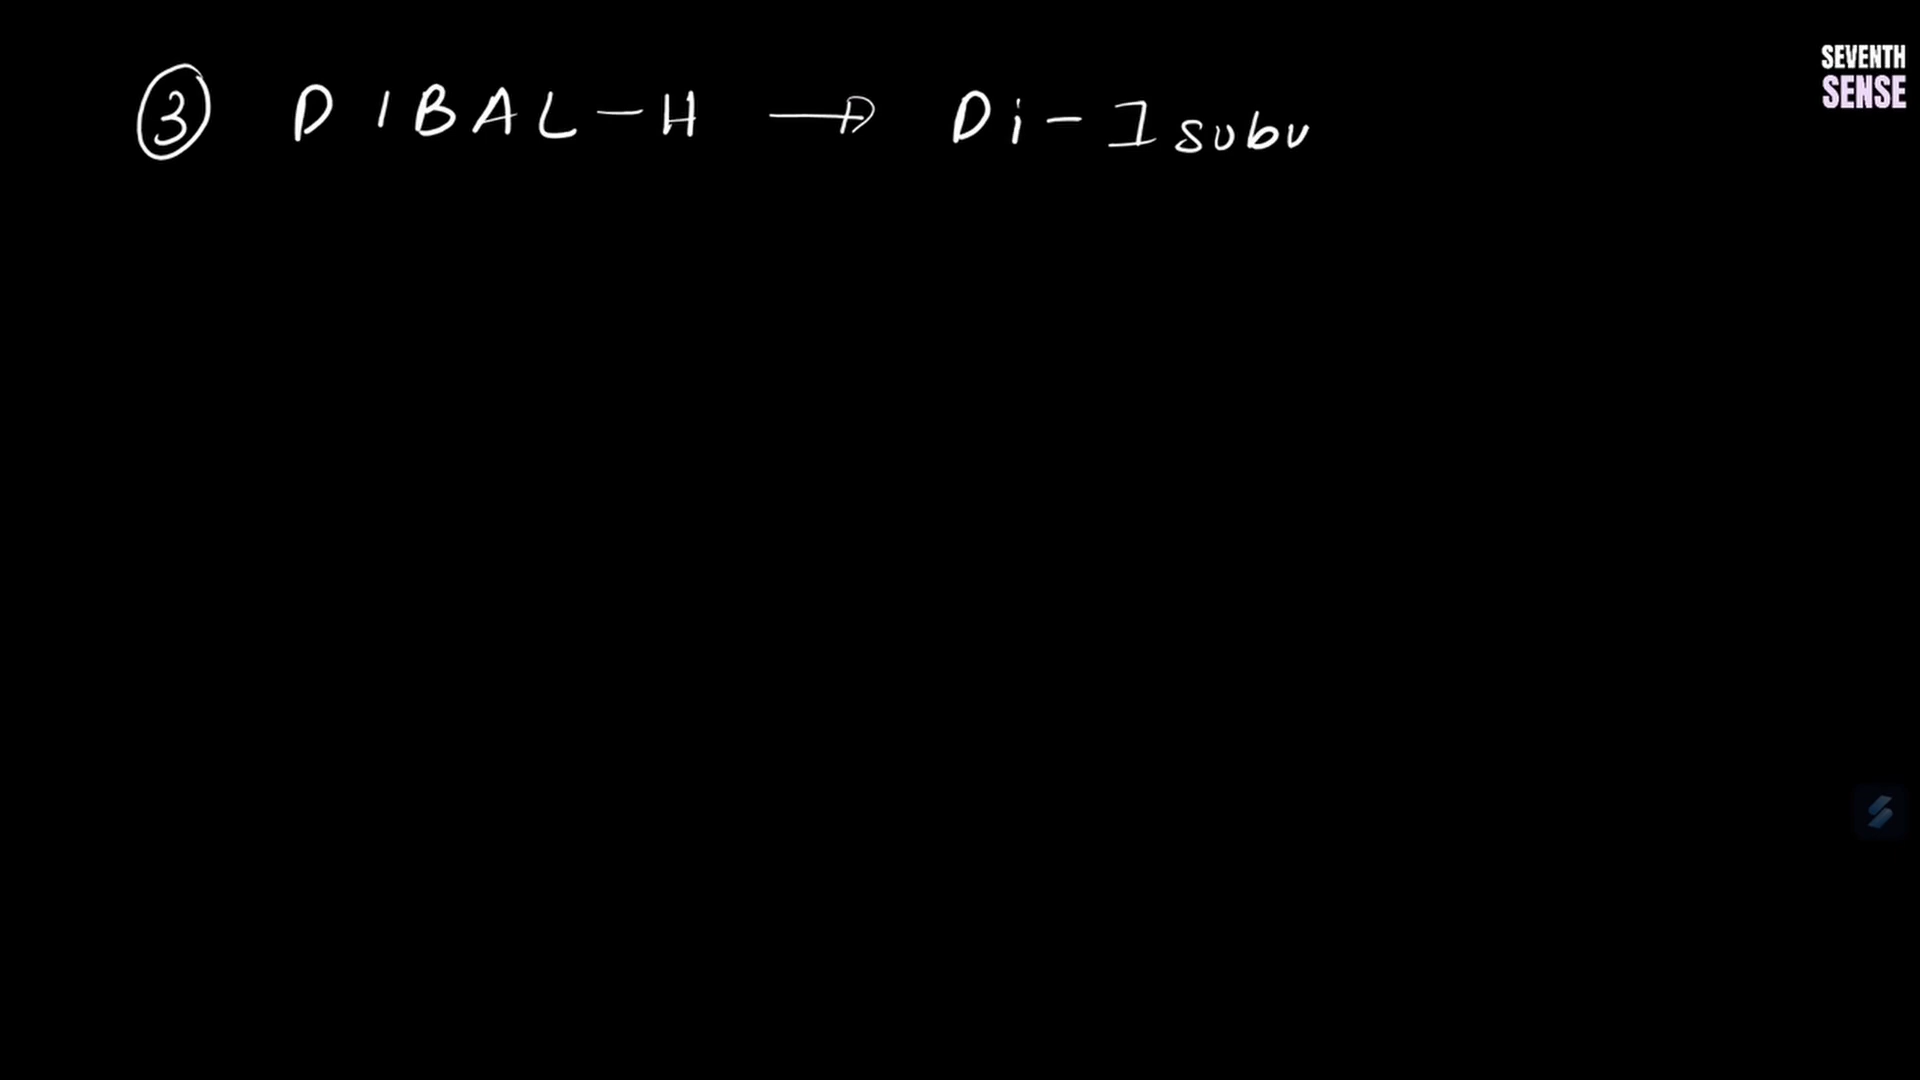 ③ DIBAL-H → Di-Isobu
SEVENTH
SENSE